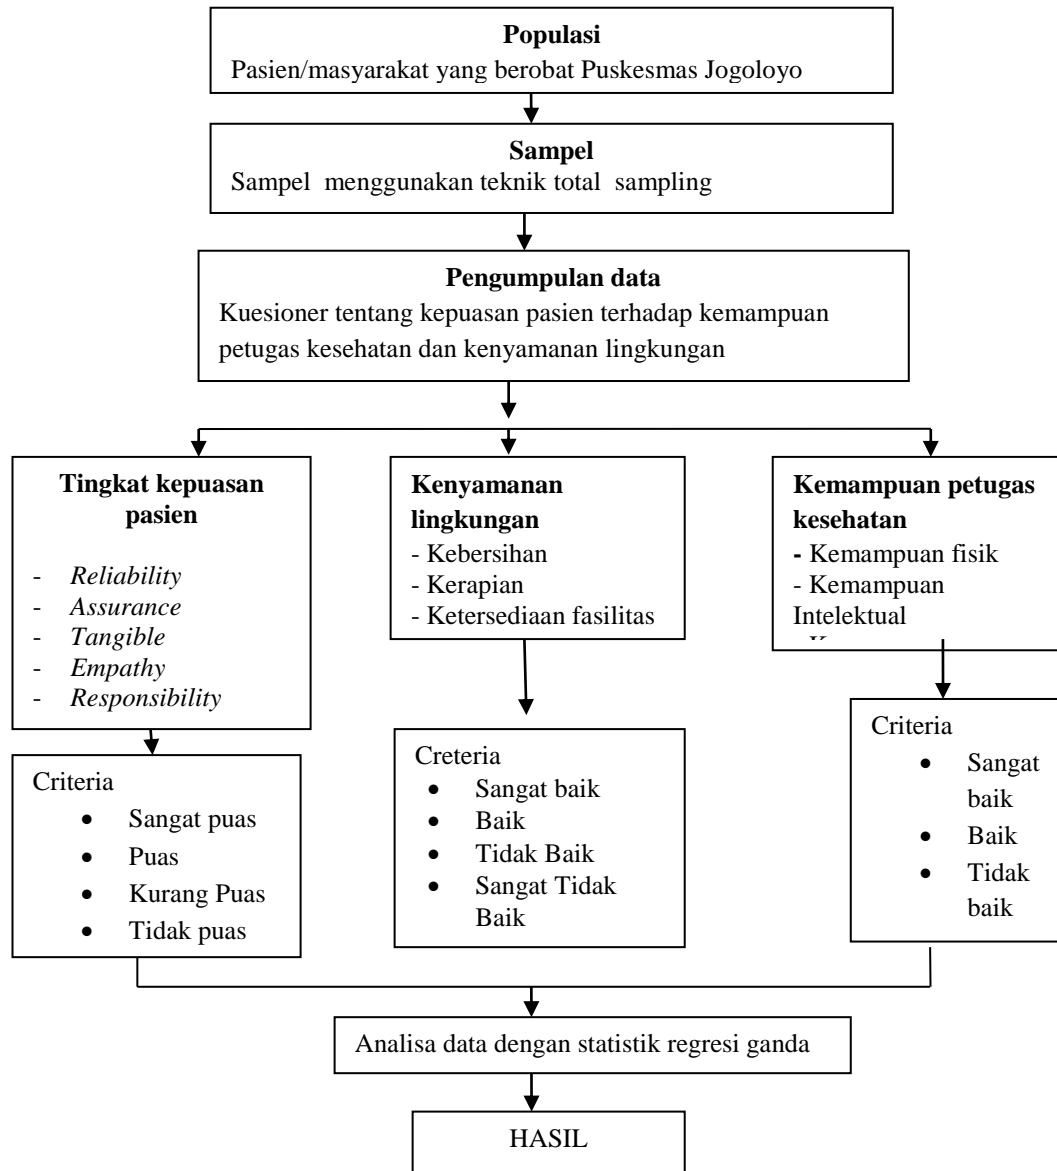 Populasi
Pasien/masyarakat yang berobat Puskesmas Jogoloyo
Sampel
Sampel menggunakan teknik total sampling
Pengumpulan data
Kuesioner tentang kepuasan pasien terhadap kemampuan
petugas kesehatan dan kenyamanan lingkungan
Tingkat kepuasan
pasien
- Reliability
- Assurance
- Tangible
- Empathy
- Responsibility
Kenyamanan
lingkungan
- Kebersihan
- Kerapian
- Ketersediaan fasilitas
Kemampuan petugas
kesehatan
- Kemampuan fisik
- Kemampuan
Intelektual
Criteria
• Sangat puas
• Puas
• Kurang Puas
• Tidak puas
Creteria
• Sangat baik
• Baik
• Tidak Baik
• Sangat Tidak
Baik
Criteria
• Sangat
baik
• Baik
• Tidak
baik
Analisa data dengan statistik regresi ganda
HASIL